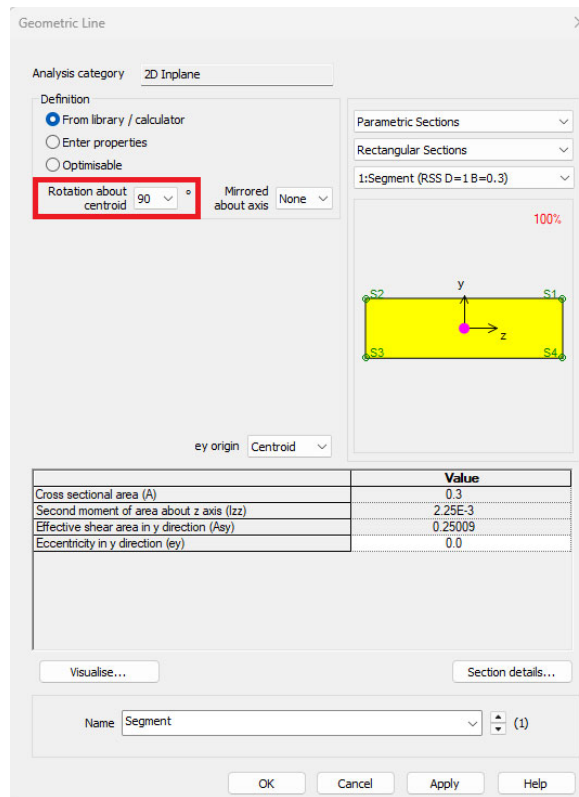 Geometric Line
Analysis category 2D Inplane
Definition
From library / calculator
Enter properties
Optimisable
Rotation about centroid 90 °
Mirrored about axis None
Parametric Sections
Rectangular Sections
1:Segment (RSS D=1 B=0.3)
100%
y
S2 S1
z
S3 S4
ey origin Centroid
Value
Cross sectional area (A) 0.3
Second moment of area about z axis (Izz) 2.25E-3
Effective shear area in y direction (Asy) 0.25009
Eccentricity in y direction (ey) 0.0
Visualise... Section details...
Name Segment (1)
OK Cancel Apply Help